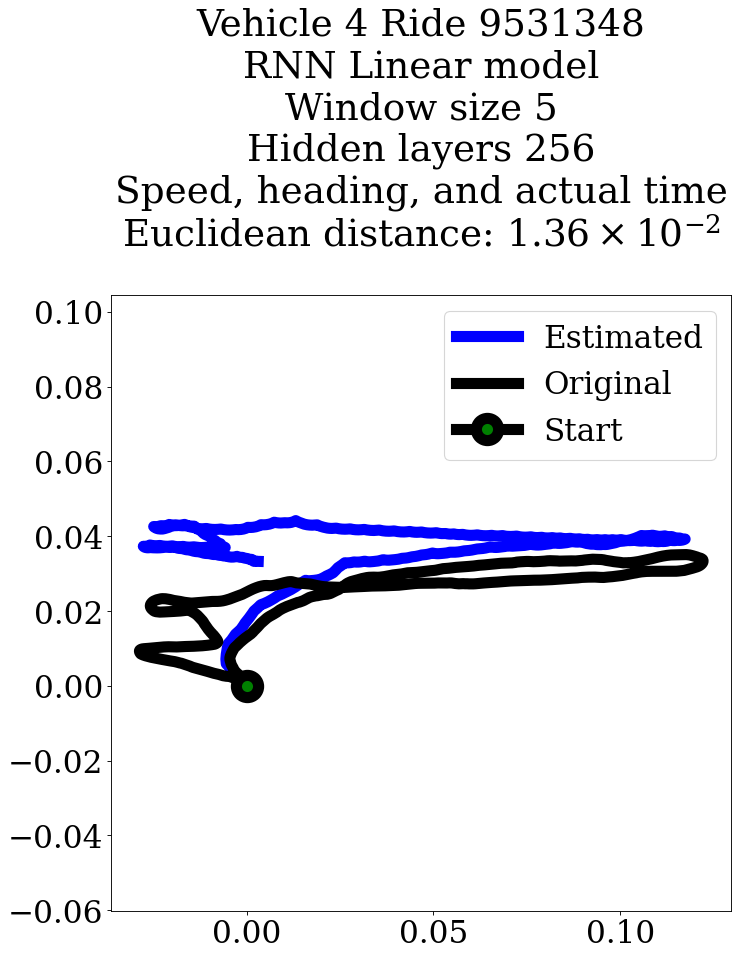 Vehicle 4 Ride 9531348
RNN Linear model
Window size 5
Hidden layers 256
Speed, heading, and actual time
Euclidean distance: 1.36 × 10⁻²
Estimated
Original
Start
0.10
0.08
0.06
0.04
0.02
0.00
−0.02
−0.04
−0.06
0.00 0.05 0.10